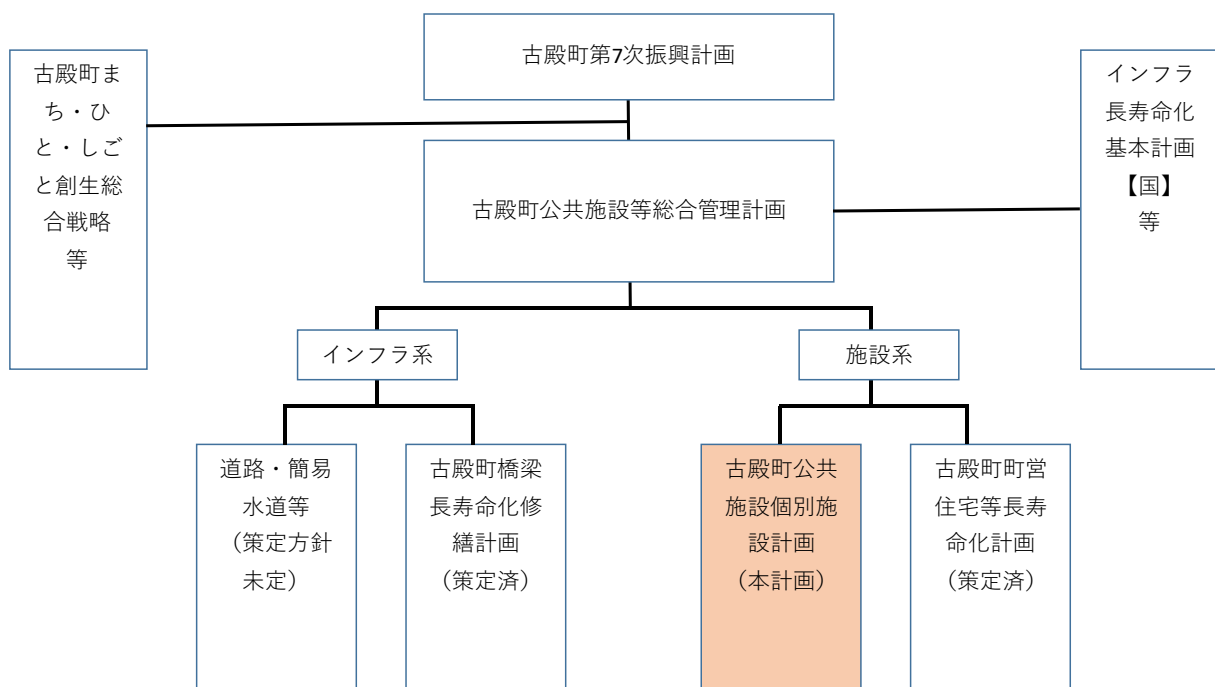 古殿町第7次振興計画
古殿町ま
ち・ひ
と・しご
と創生総
合戦略
等
インフラ
長寿命化
基本計画
【国】
等
古殿町公共施設等総合管理計画
インフラ系
施設系
道路・簡易
水道等
（策定方針
未定）
古殿町橋梁
長寿命化修
繕計画
（策定済）
古殿町公共
施設個別施
設計画
（本計画）
古殿町町営
住宅等長寿
命化計画
（策定済）